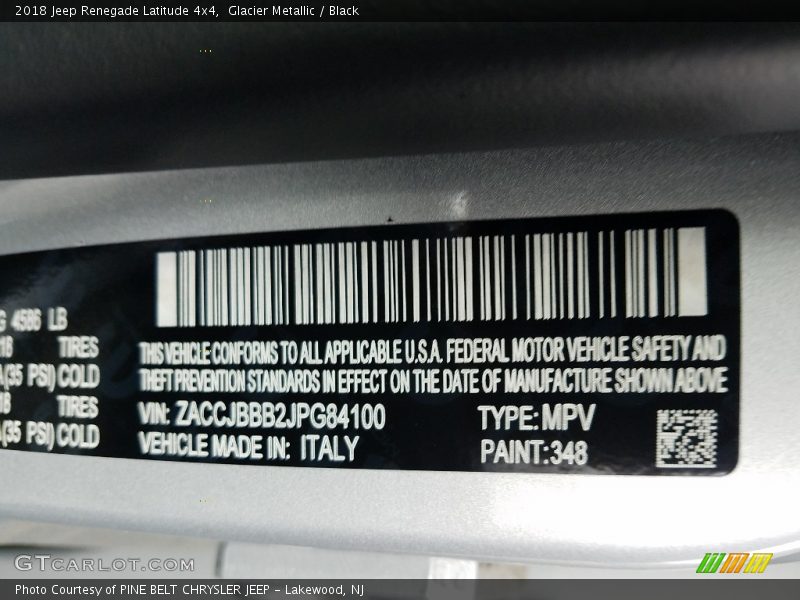 2018 Jeep Renegade Latitude 4x4,  Glacier Metallic / Black
4586 LB
TIRES
(35 PSI) COLD
TIRES
(35 PSI) COLD
THIS VEHICLE CONFORMS TO ALL APPLICABLE U.S.A. FEDERAL MOTOR VEHICLE SAFETY AND
THEFT PREVENTION STANDARDS IN EFFECT ON THE DATE OF MANUFACTURE SHOWN ABOVE
VIN: ZACCJBBB2JPG84100 TYPE: MPV
VEHICLE MADE IN: ITALY PAINT: 348
GTCARLOT.COM
Photo Courtesy of PINE BELT CHRYSLER JEEP - Lakewood, NJ